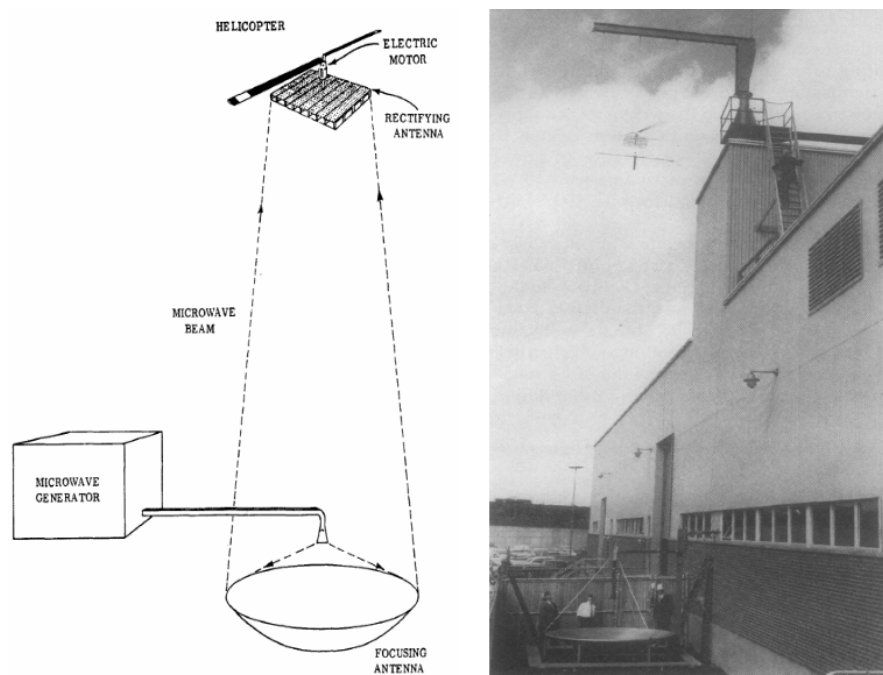 HELICOPTER
ELECTRIC
MOTOR
RECTIFYING
ANTENNA
MICROWAVE
BEAM
MICROWAVE
GENERATOR
FOCUSING
ANTENNA